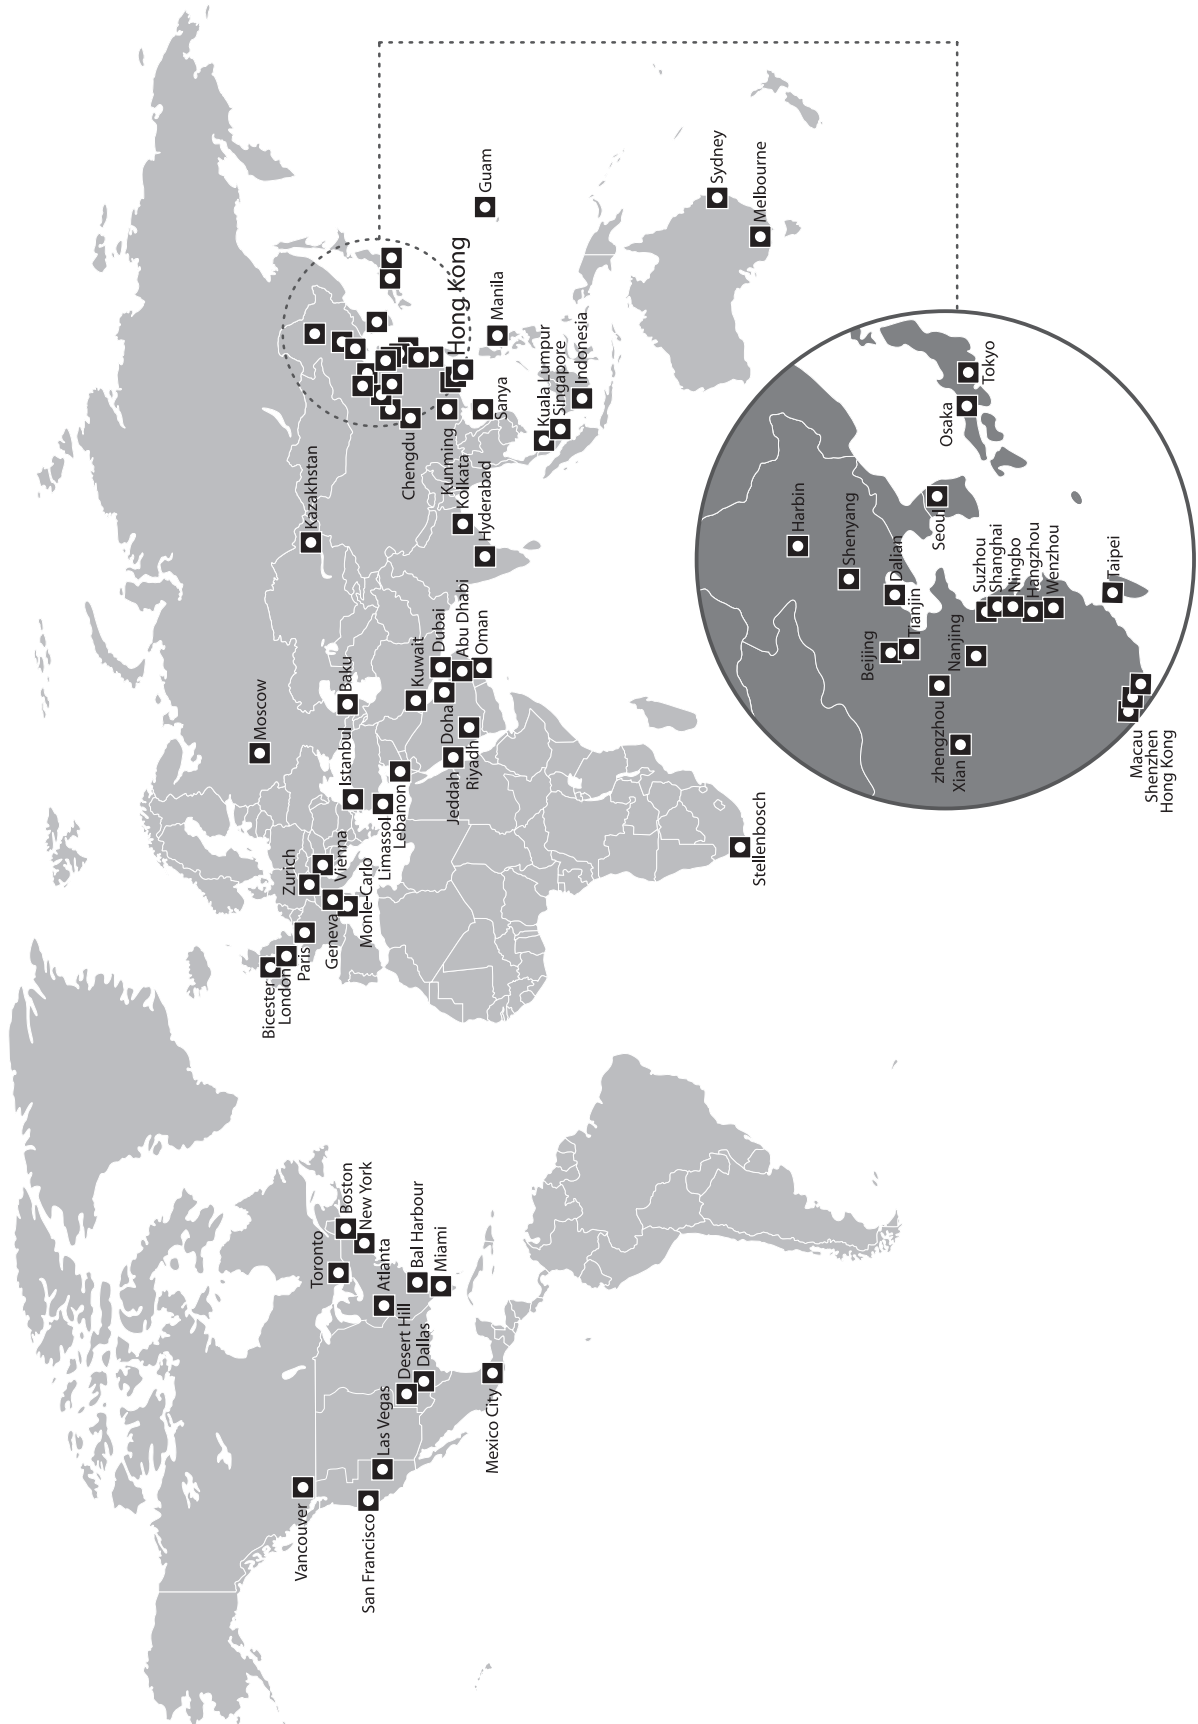 Vancouver
San Francisco
Las Vegas
Desert Hill
Dallas
Mexico City
Toronto
Boston
New York
Atlanta
Bal Harbour
Miami
Bicester
London
Paris
Zurich
Geneva
Vienna
Monle-Carlo
Moscow
Istanbul
Baku
Limassol
Lebanon
Kuwait
Jeddah
Doha
Riyadh
Dubai
Abu Dhabi
Oman
Stellenbosch
Kazakhstan
Chengdu
Kunming
Kolkata
Hyderabad
Hong Kong
Sanya
Manila
Guam
Kuala Lumpur
Singapore
Indonesia
Sydney
Melbourne
Harbin
Shenyang
Dalian
Beijing
Tianjin
zhengzhou
Xian
Nanjing
Seoul
Osaka
Tokyo
Suzhou
Shanghai
Ningbo
Hangzhou
Wenzhou
Taipei
Macau
Shenzhen
Hong Kong